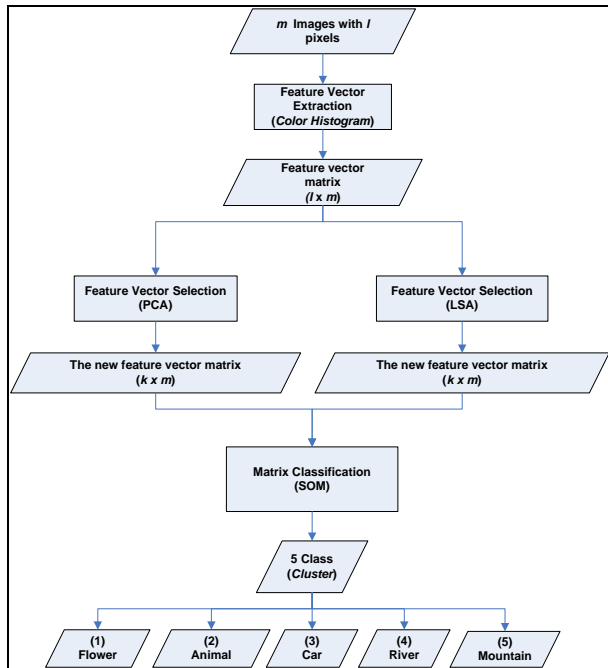 m Images with l
pixels
Feature Vector
Extraction
(Color Histogram)
Feature vector
matrix
(l x m)
Feature Vector Selection
(PCA)
Feature Vector Selection
(LSA)
The new feature vector matrix
(k x m)
The new feature vector matrix
(k x m)
Matrix Classification
(SOM)
5 Class
(Cluster)
(1)
Flower
(2)
Animal
(3)
Car
(4)
River
(5)
Mountain